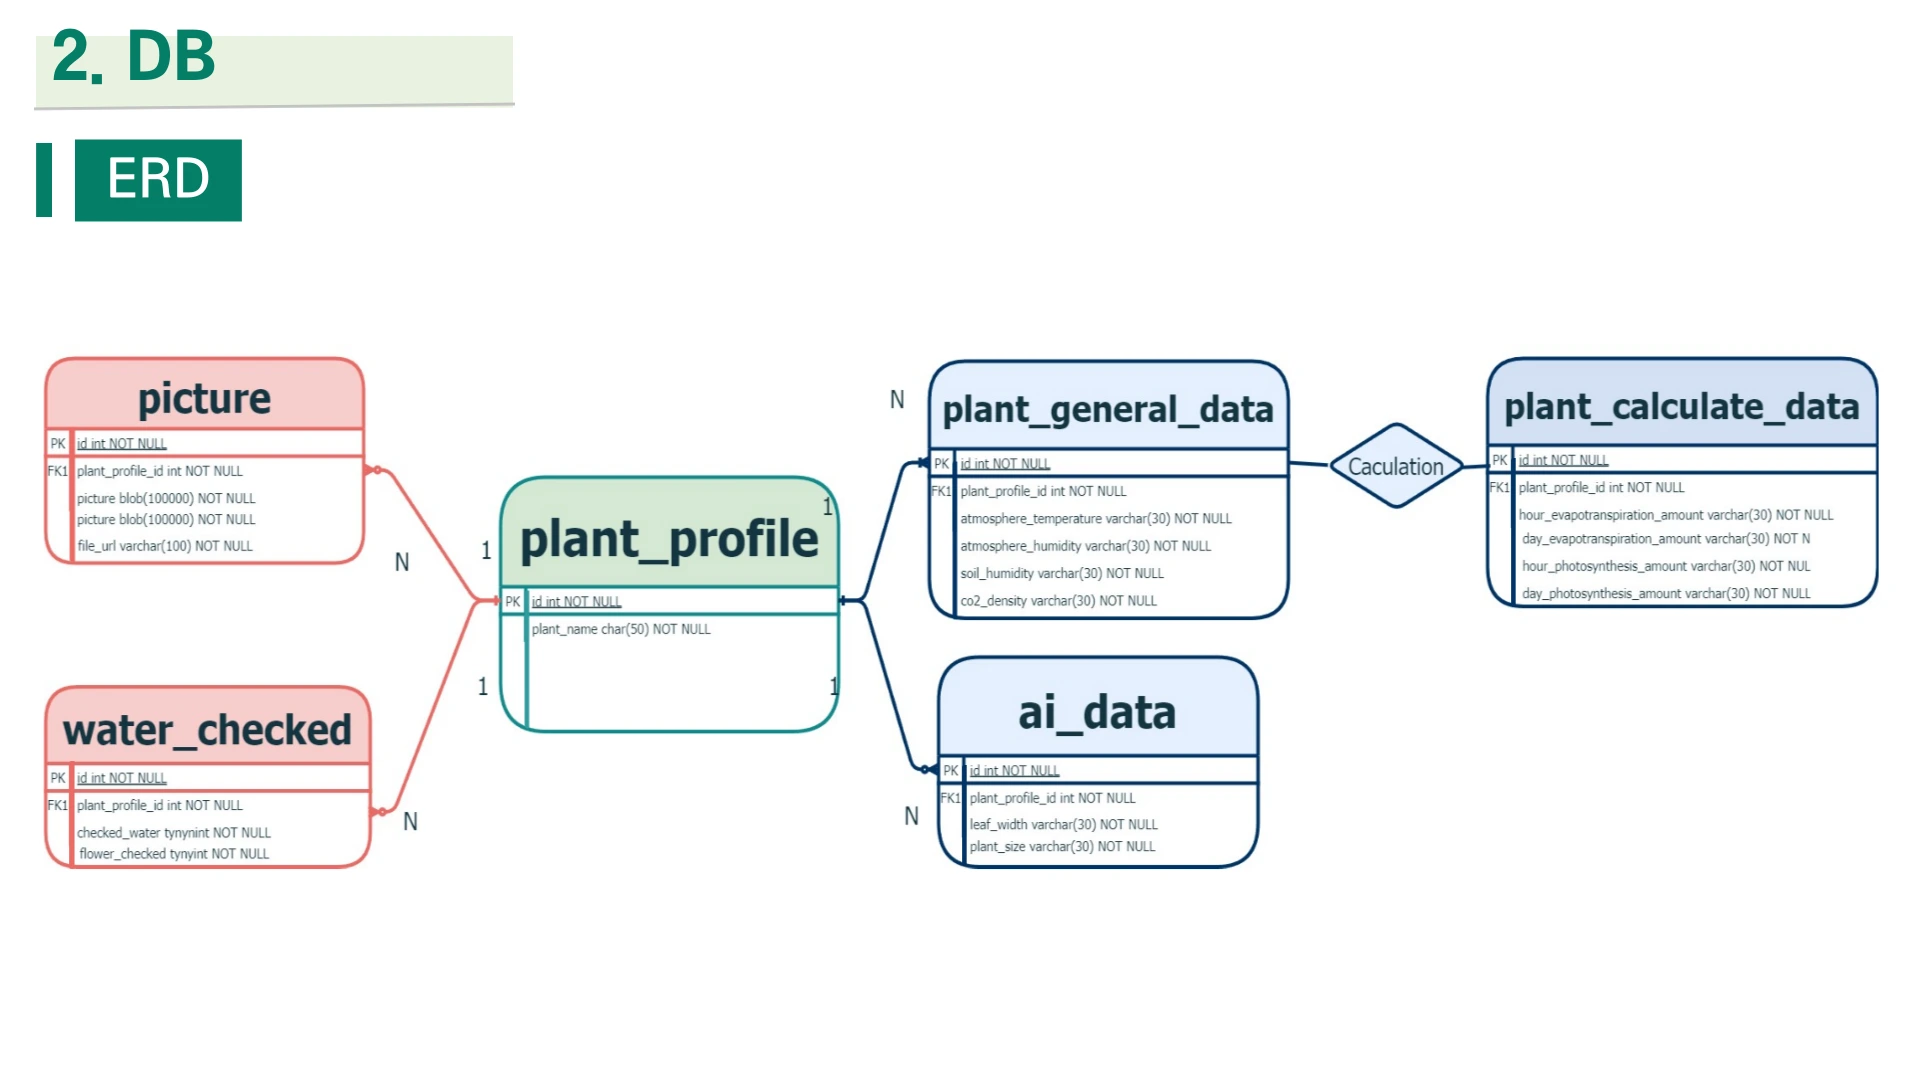 2. DB
ERD
picture
PK id int NOT NULL
FK1 plant_profile_id int NOT NULL
picture blob(100000) NOT NULL
picture blob(100000) NOT NULL
file_url varchar(100) NOT NULL
N
water_checked
PK id int NOT NULL
FK1 plant_profile_id int NOT NULL
checked_water tynynint NOT NULL
flower_checked tynyint NOT NULL
N
1
1
plant_profile
1
PK id int NOT NULL
plant_name char(50) NOT NULL
1
N
plant_general_data
PK id int NOT NULL
FK1 plant_profile_id int NOT NULL
atmosphere_temperature varchar(30) NOT NULL
atmosphere_humidity varchar(30) NOT NULL
soil_humidity varchar(30) NOT NULL
co2_density varchar(30) NOT NULL
N
ai_data
PK id int NOT NULL
FK1 plant_profile_id int NOT NULL
leaf_width varchar(30) NOT NULL
plant_size varchar(30) NOT NULL
Caculation
plant_calculate_data
PK id int NOT NULL
FK1 plant_profile_id int NOT NULL
hour_evapotranspiration_amount varchar(30) NOT NULL
day_evapotranspiration_amount varchar(30) NOT N
hour_photosynthesis_amount varchar(30) NOT NUL
day_photosynthesis_amount varchar(30) NOT NULL